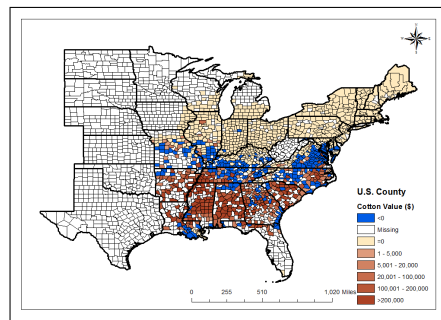 N
U.S. County
Cotton Value ($)
<0
Missing
=0
1 - 5,000
5,001 - 20,000
20,001 - 100,000
100,001 - 200,000
>200,000
0 255 510 1,020 Miles